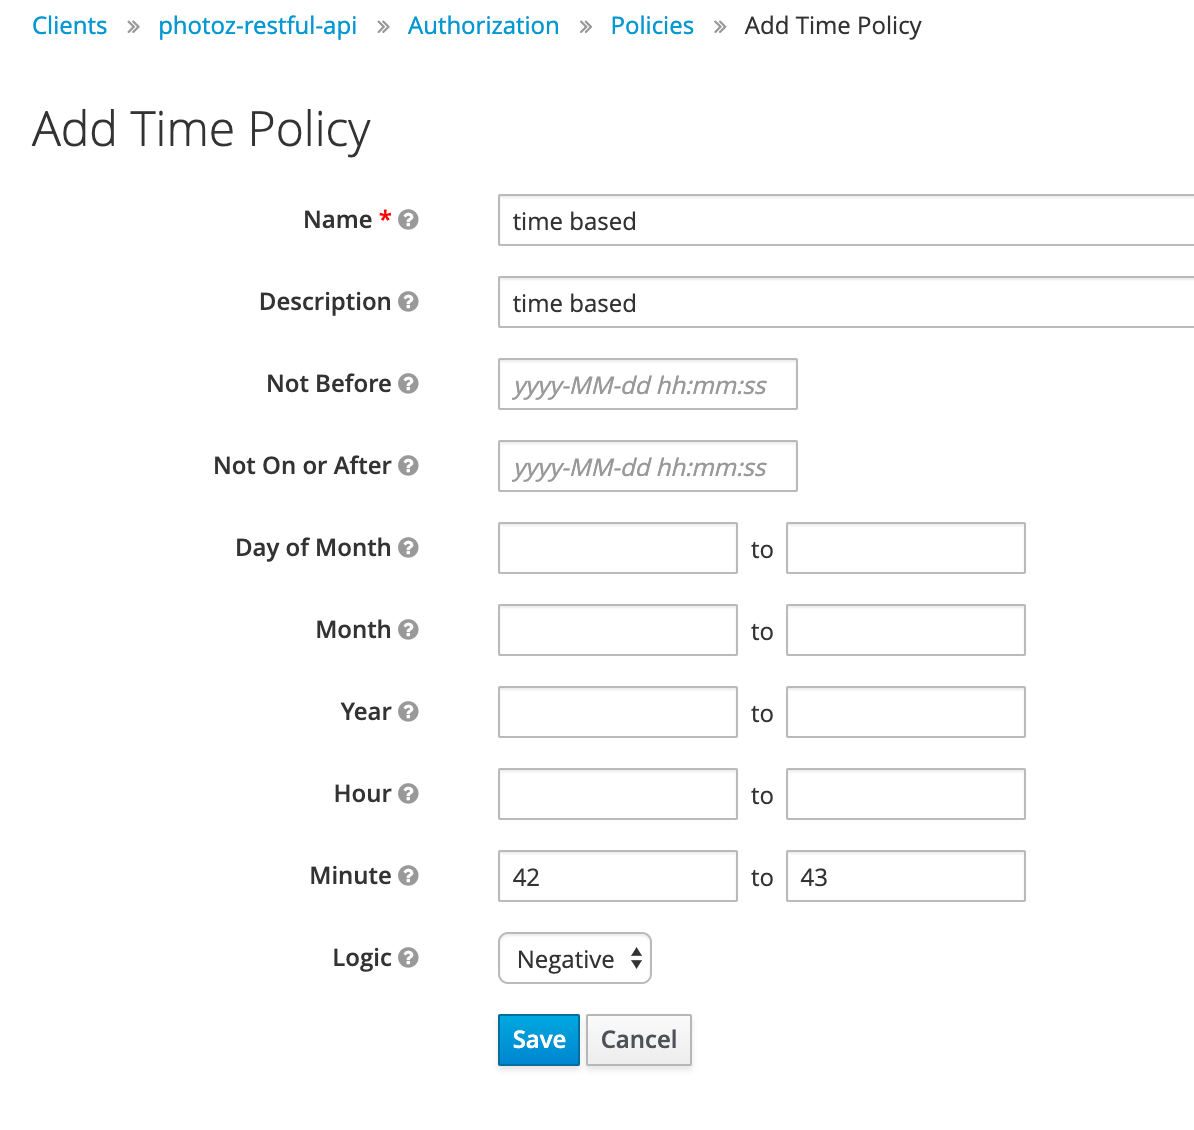 Clients » photoz-restful-api » Authorization » Policies » Add Time Policy
Add Time Policy
Name *
time based
Description
time based
Not Before
yyyy-MM-dd hh:mm:ss
Not On or After
yyyy-MM-dd hh:mm:ss
Day of Month to
Month to
Year to
Hour to
Minute 42 to 43
Logic Negative
Save Cancel